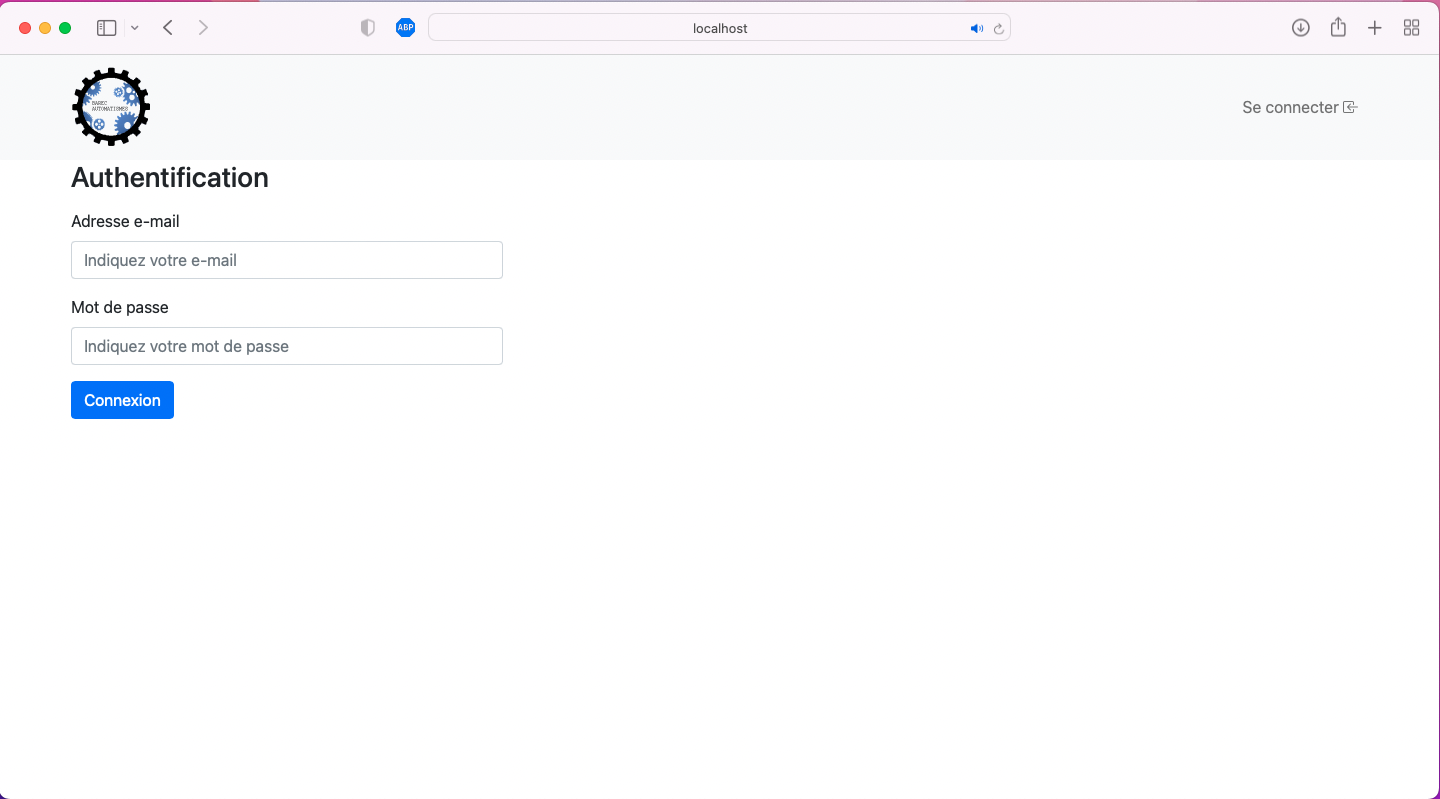 ABP
localhost
BAREC
AUTOMATISMES
Se connecter
Authentification
Adresse e-mail
Indiquez votre e-mail
Mot de passe
Indiquez votre mot de passe
Connexion